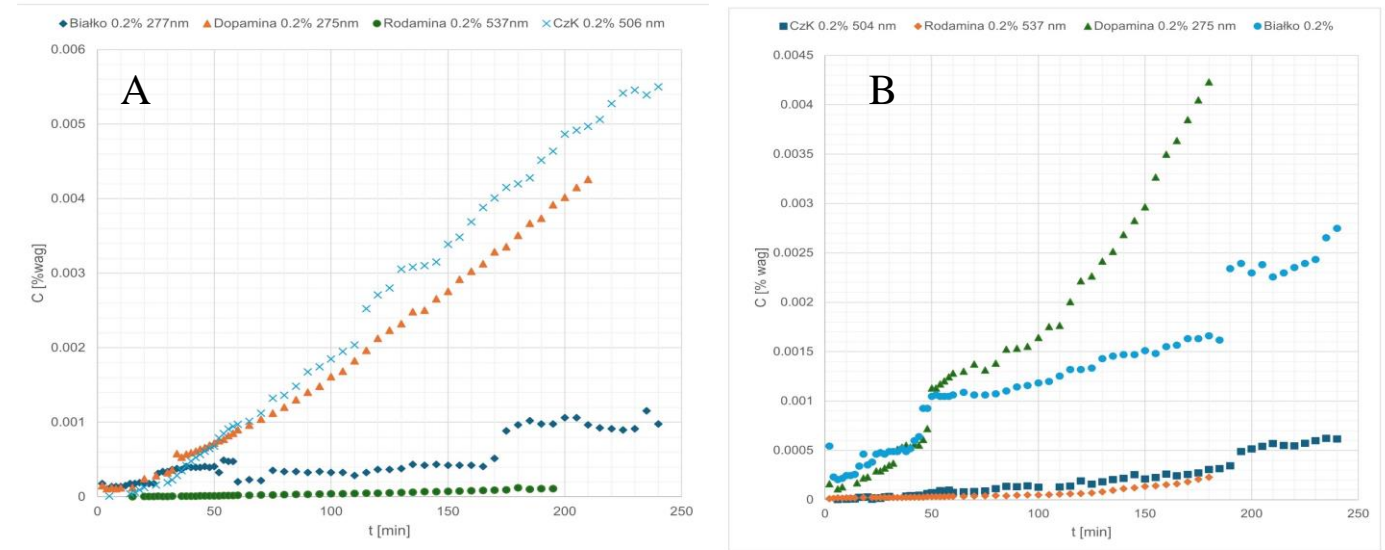 Białko 0.2% 277nm Dopamina 0.2% 275nm Rodamina 0.2% 537nm CzK 0.2% 506 nm
A
0.006
0.005
0.004
0.003
0.002
0.001
0
C [%wag]
0 50 100 150 200 250
t [min]
CzK 0.2% 504 nm Rodamina 0.2% 537 nm Dopamina 0.2% 275 nm Białko 0.2%
B
0.0045
0.004
0.0035
0.003
0.0025
0.002
0.0015
0.001
0.0005
0
C [% wag]
0 50 100 150 200 250
t [min]